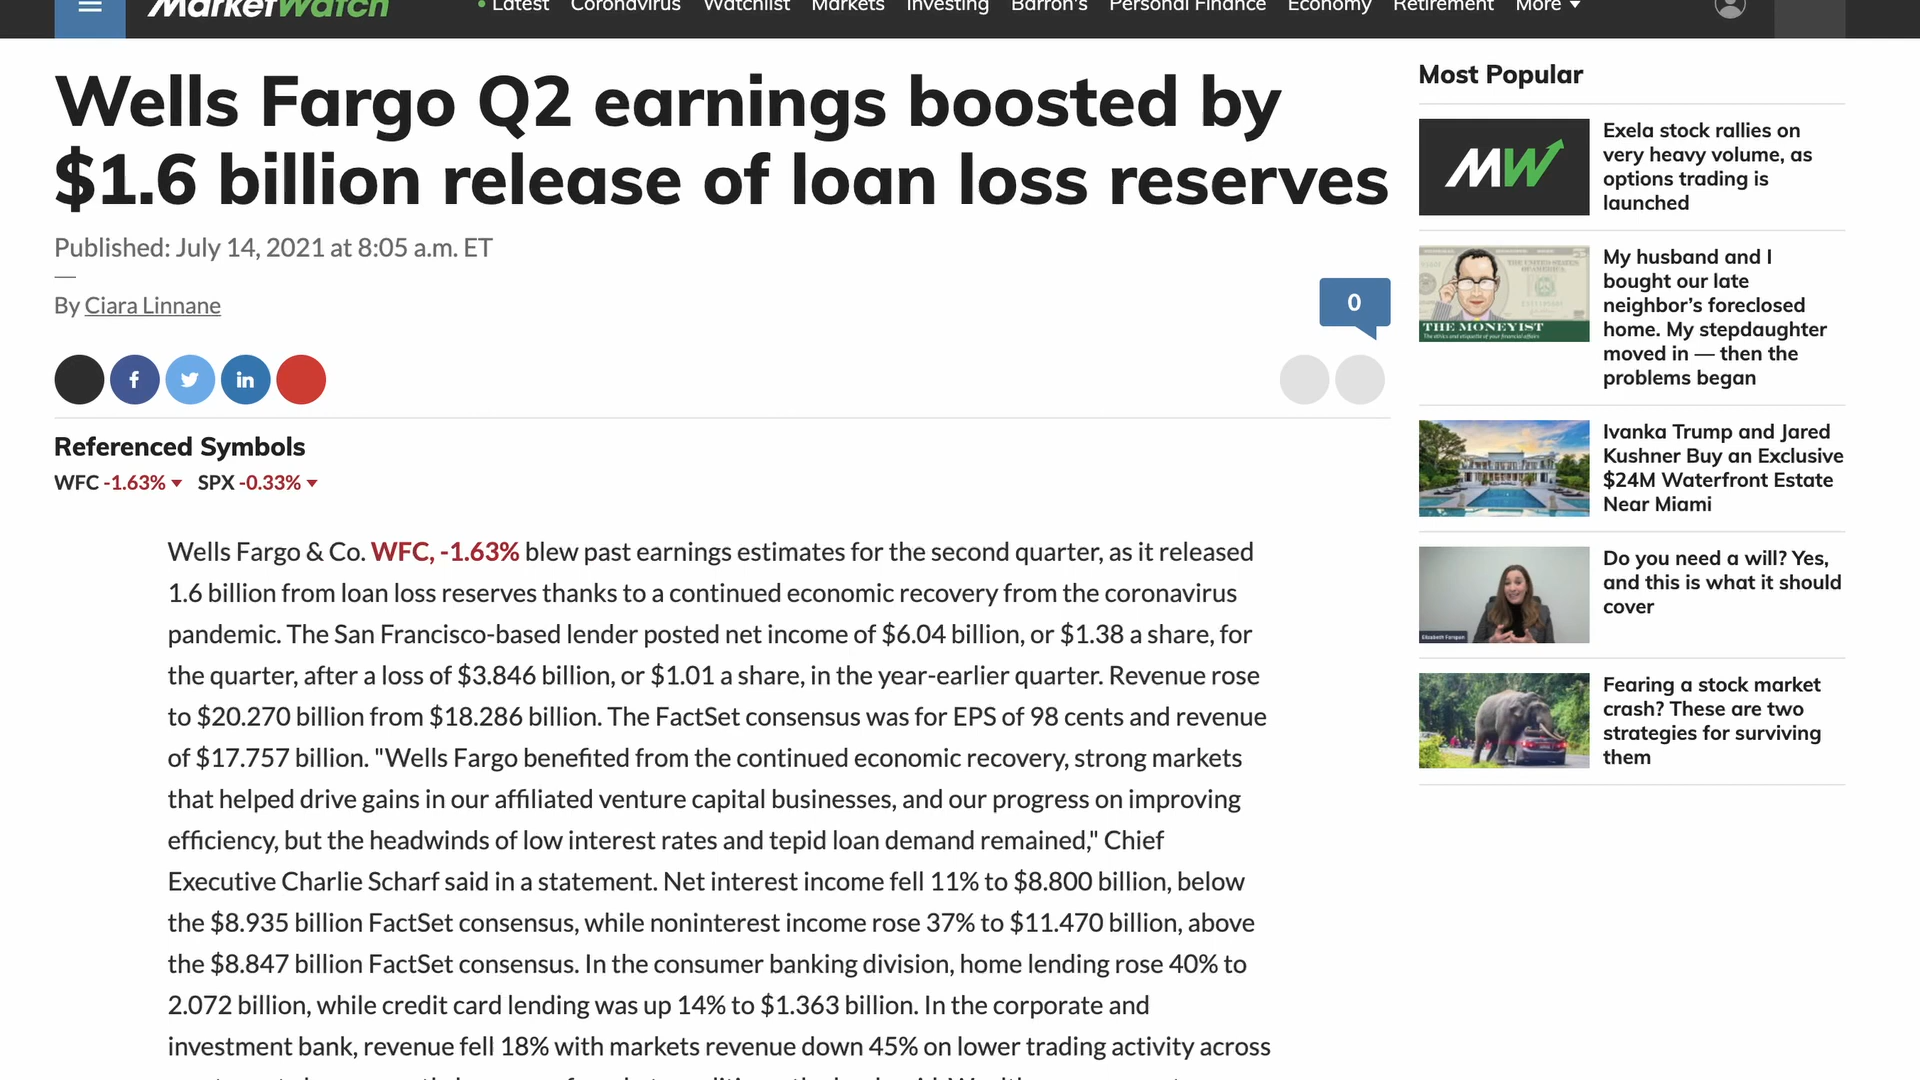 MarketWatch
• Latest Coronavirus Watchlist Markets Investing Barron's Personal Finance Economy Retirement More
Wells Fargo Q2 earnings boosted by
$1.6 billion release of loan loss reserves
Published: July 14, 2021 at 8:05 a.m. ET
By Ciara Linnane
0
Referenced Symbols
WFC -1.63% SPX -0.33%
Wells Fargo & Co. WFC, -1.63% blew past earnings estimates for the second quarter, as it released
1.6 billion from loan loss reserves thanks to a continued economic recovery from the coronavirus
pandemic. The San Francisco-based lender posted net income of $6.04 billion, or $1.38 a share, for
the quarter, after a loss of $3.846 billion, or $1.01 a share, in the year-earlier quarter. Revenue rose
to $20.270 billion from $18.286 billion. The FactSet consensus was for EPS of 98 cents and revenue
of $17.757 billion. "Wells Fargo benefited from the continued economic recovery, strong markets
that helped drive gains in our affiliated venture capital businesses, and our progress on improving
efficiency, but the headwinds of low interest rates and tepid loan demand remained," Chief
Executive Charlie Scharf said in a statement. Net interest income fell 11% to $8.800 billion, below
the $8.935 billion FactSet consensus, while noninterest income rose 37% to $11.470 billion, above
the $8.847 billion FactSet consensus. In the consumer banking division, home lending rose 40% to
2.072 billion, while credit card lending was up 14% to $1.363 billion. In the corporate and
investment bank, revenue fell 18% with markets revenue down 45% on lower trading activity across
Most Popular
MW
Exela stock rallies on
very heavy volume, as
options trading is
launched
THE UNITED STATES
OF AMERICA
THE MONEYIST
The ethics and etiquette of your financial affairs
My husband and I
bought our late
neighbor's foreclosed
home. My stepdaughter
moved in — then the
problems began
Ivanka Trump and Jared
Kushner Buy an Exclusive
$24M Waterfront Estate
Near Miami
Do you need a will? Yes,
and this is what it should
cover
Fearing a stock market
crash? These are two
strategies for surviving
them